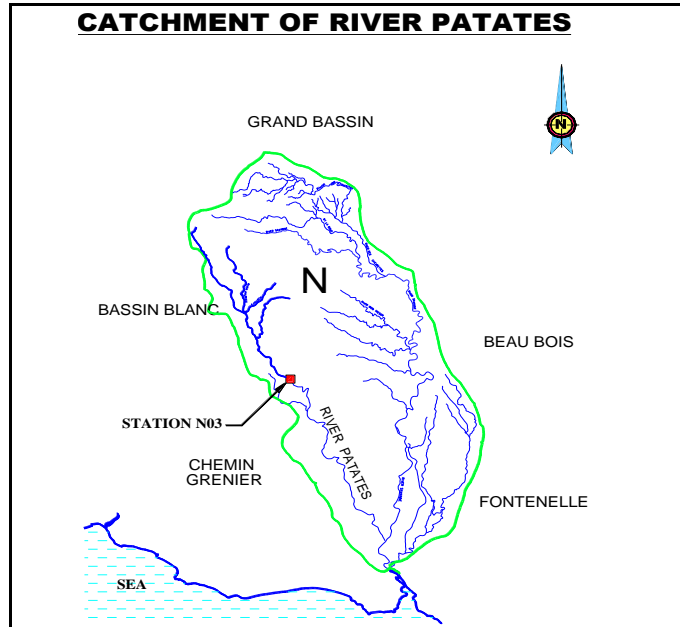 CATCHMENT OF RIVER PATATES
N
GRAND BASSIN
N
BASSIN BLANC
BEAU BOIS
STATION N03
RIVER PATATES
CHEMIN
GRENIER
FONTENELLE
SEA